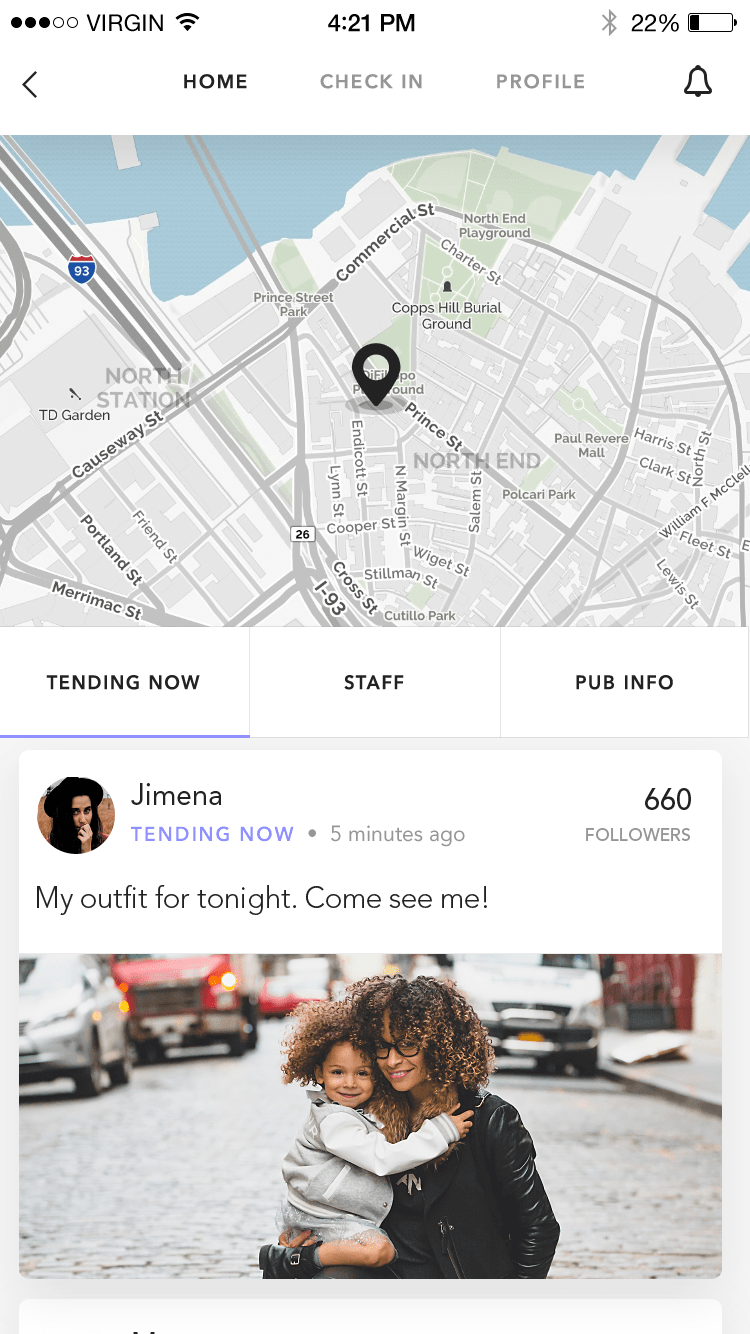 VIRGIN 4:21 PM 22%
HOME CHECK IN PROFILE
Commercial St
North End
Playground
Charter St
93
Prince Street
Park
Copps Hill Burial
Ground
NORTH
STATION
TD Garden
Causeway St
Prince St
Endicott St
Lynn St
N Margin St
Salem St
NORTH END
Paul Revere
Mall
Harris St
North St
Clark St
Polcari Park
William F McClell
Fleet St
Lewis St
Portland St
Friend St
26
Cooper St
Wiget St
Stillman St
Cross St
I-93
Merrimac St
Cutillo Park
TENDING NOW STAFF PUB INFO
Jimena
660
TENDING NOW • 5 minutes ago
FOLLOWERS
My outfit for tonight. Come see me!